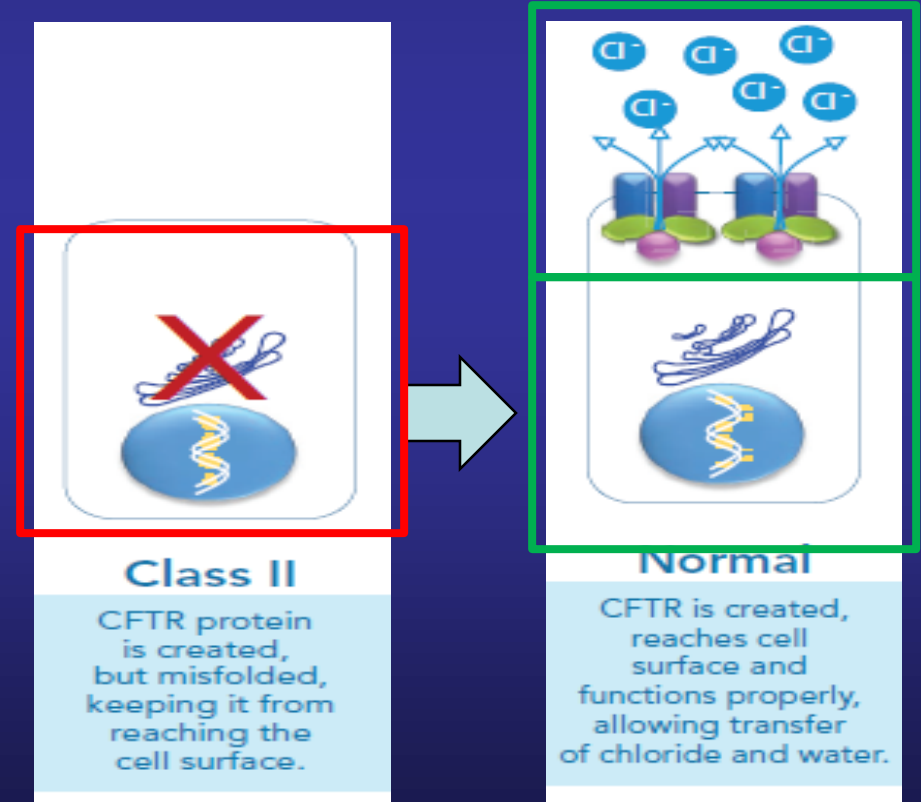 Class II
CFTR protein
is created,
but misfolded,
keeping it from
reaching the
cell surface.
Cl-
Cl-
Cl-
Cl-
Cl-
Cl-
Normal
CFTR is created,
reaches cell
surface and
functions properly,
allowing transfer
of chloride and water.